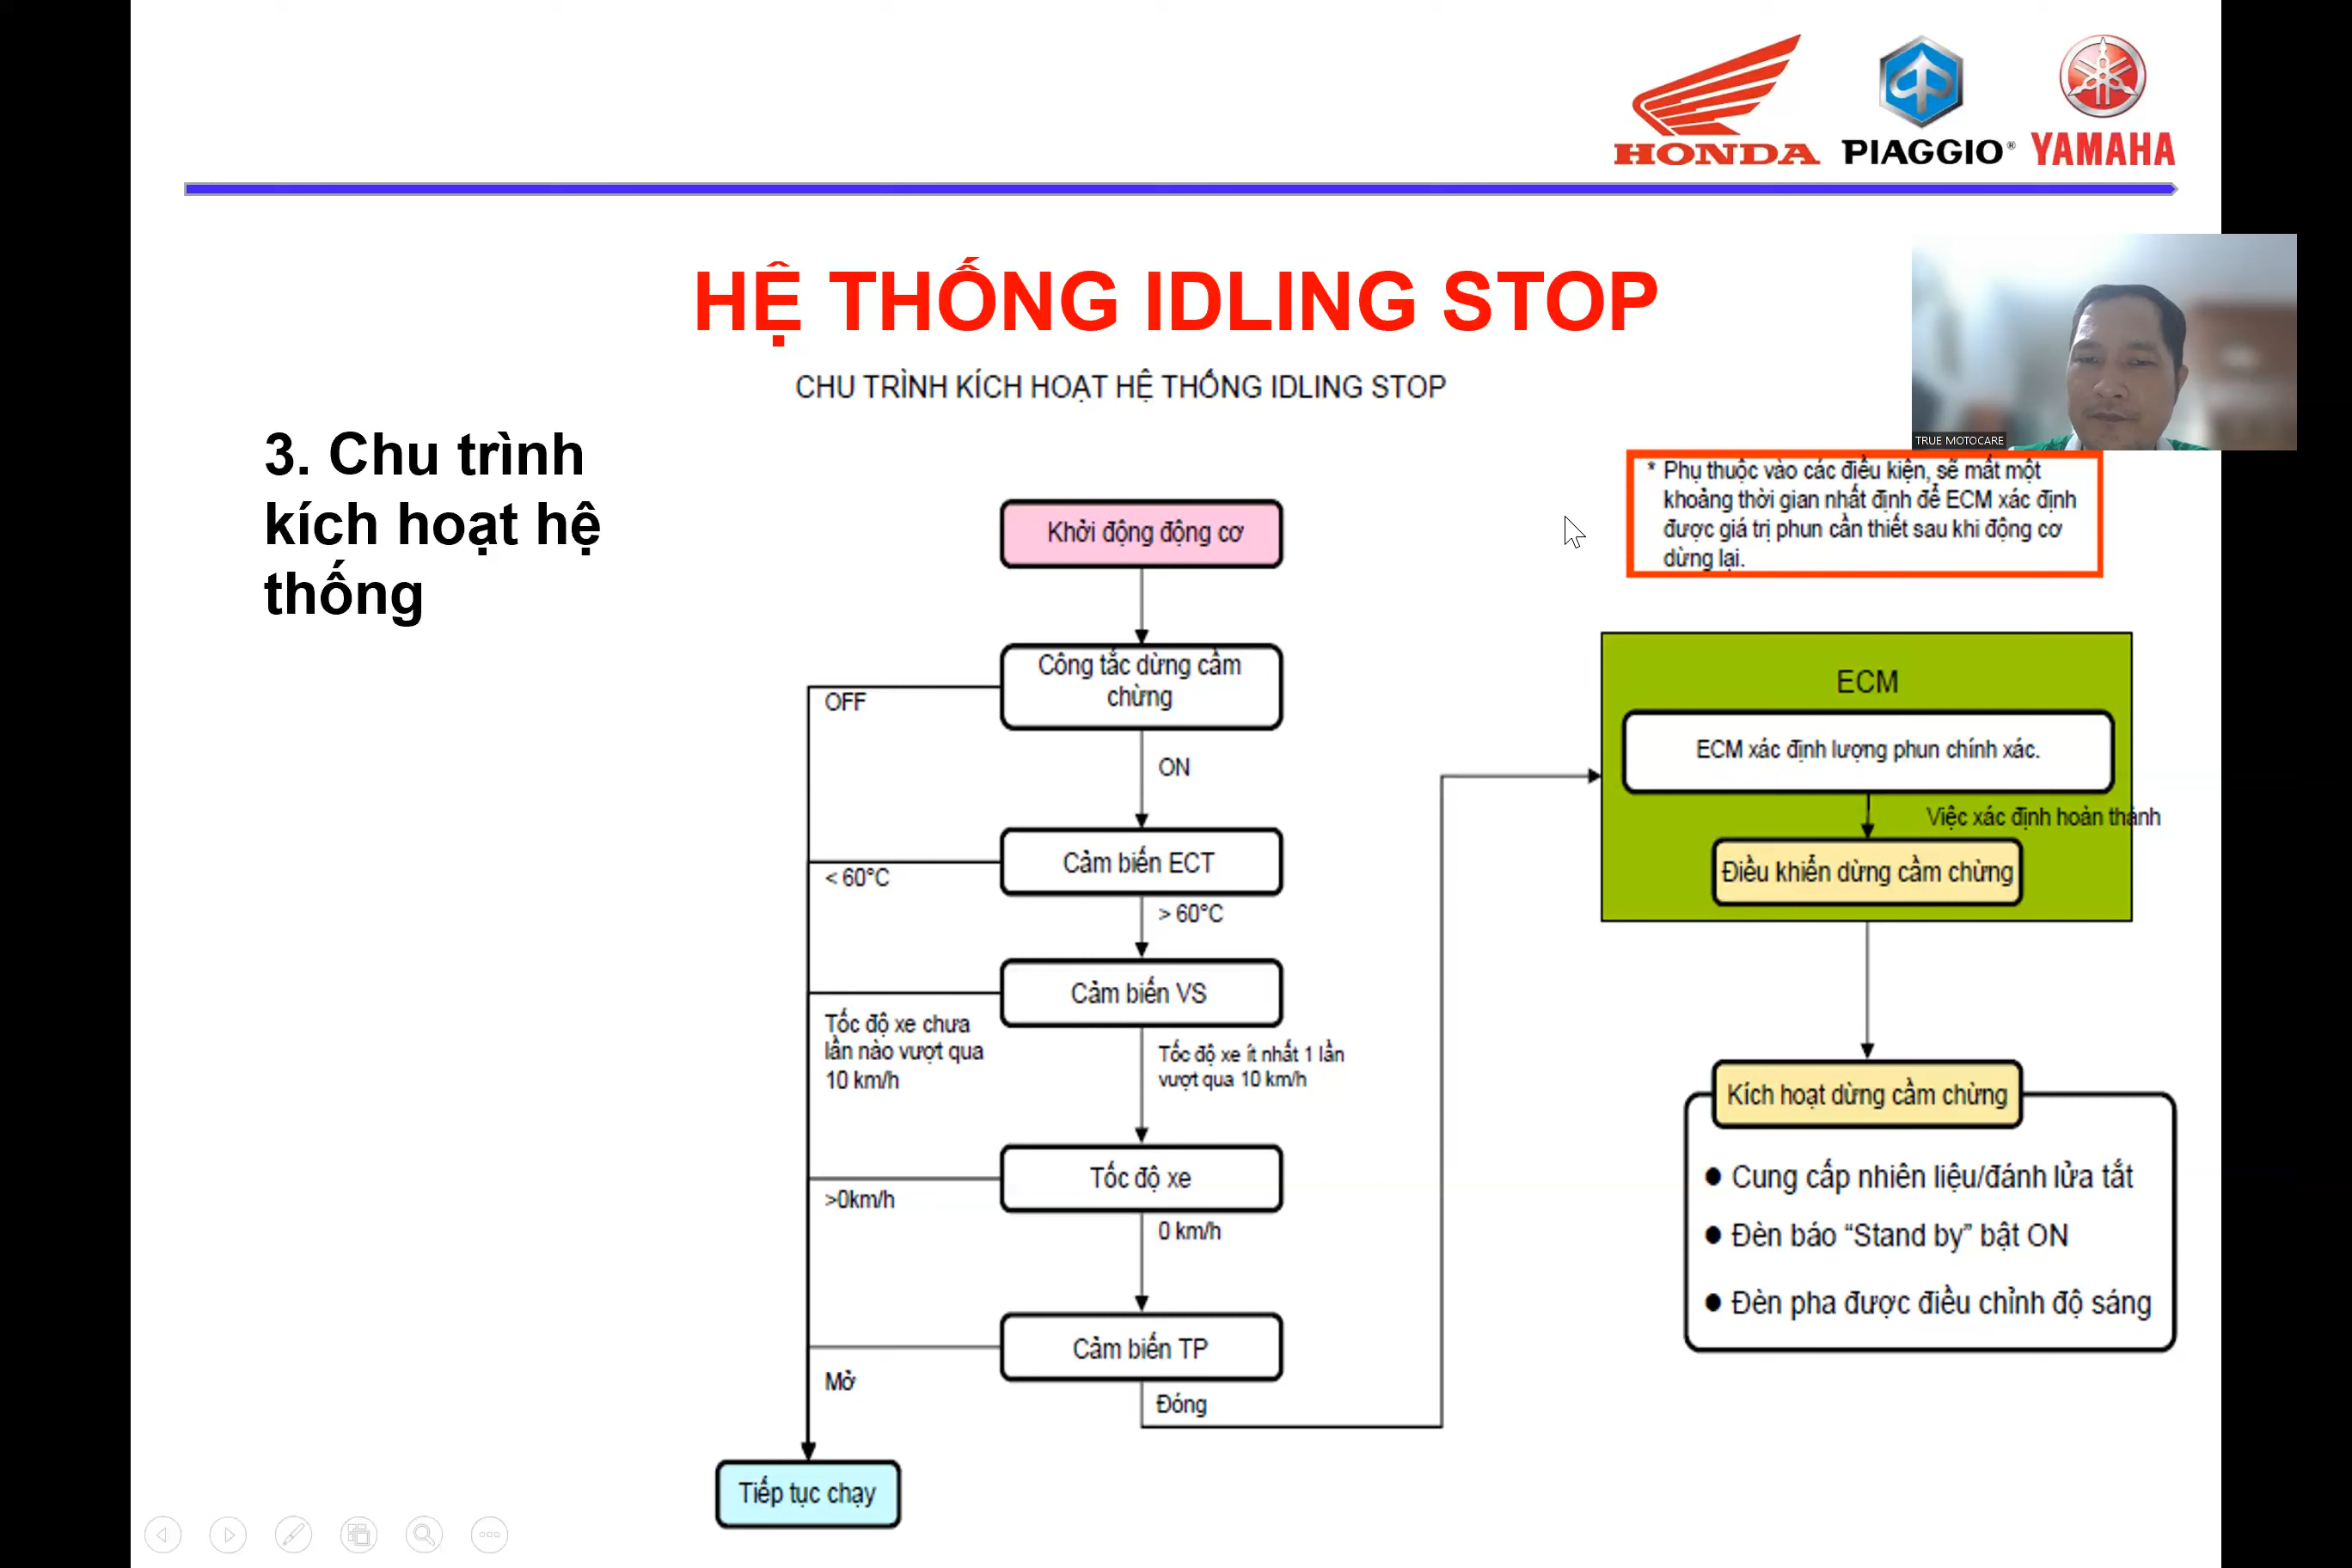 HONDA
PIAGGIO®
YAMAHA
HỆ THỐNG IDLING STOP
CHU TRÌNH KÍCH HOẠT HỆ THỐNG IDLING STOP
3. Chu trình
kích hoạt hệ
thống
TRUE MOTOCARE
* Phụ thuộc vào các điều kiện, sẽ mất một
khoảng thời gian nhất định để ECM xác định
được giá trị phun cần thiết sau khi động cơ
dừng lại.
Khởi động động cơ
Công tắc dừng cầm
chừng
OFF
ON
Cảm biến ECT
< 60°C
> 60°C
Cảm biến VS
Tốc độ xe chưa
lần nào vượt qua
10 km/h
Tốc độ xe ít nhất 1 lần
vượt qua 10 km/h
Tốc độ xe
>0km/h
0 km/h
Cảm biến TP
Mở
Đóng
Tiếp tục chạy
ECM
ECM xác định lượng phun chính xác.
Việc xác định hoàn thành
Điều khiển dừng cầm chừng
Kích hoạt dừng cầm chừng
● Cung cấp nhiên liệu/đánh lửa tắt
● Đèn báo “Stand by” bật ON
● Đèn pha được điều chỉnh độ sáng